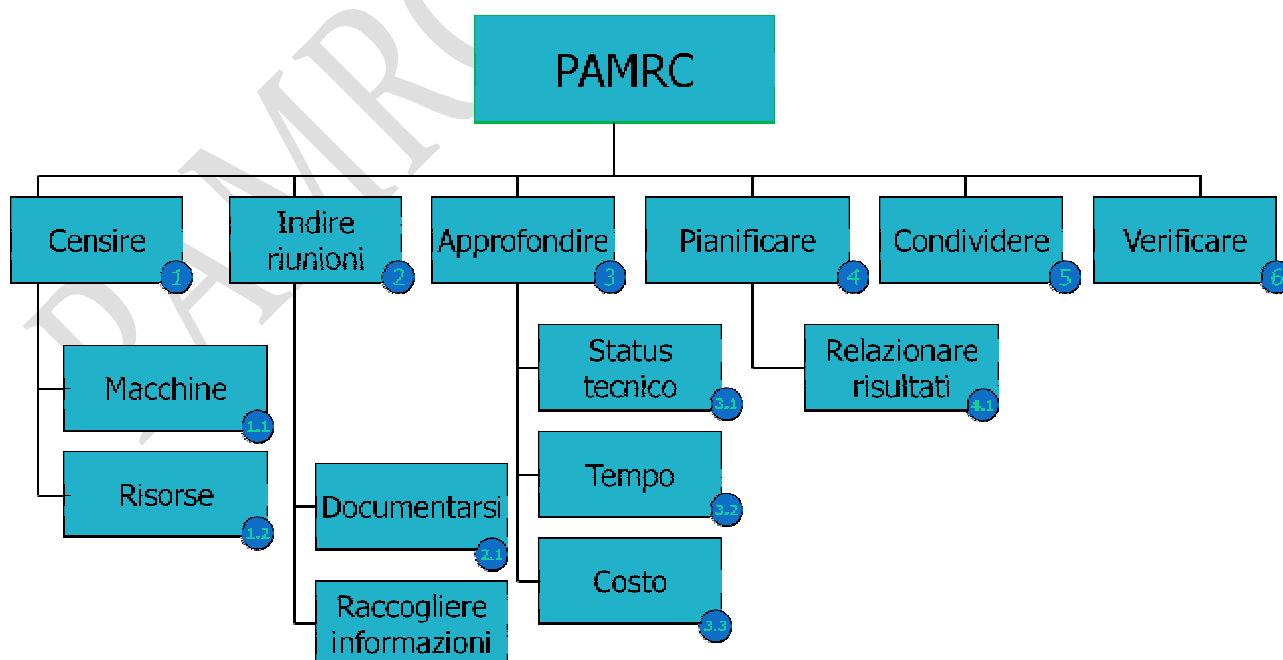 PAMRC
PAMRC
Censire
1
Indire
riunioni
2
Approfondire
3
Pianificare
4
Condividere
5
Verificare
6
Macchine
1.1
Risorse
1.2
Documentarsi
2.1
Raccogliere
informazioni
Status
tecnico
3.1
Tempo
3.2
Costo
3.3
Relazionare
risultati
4.1